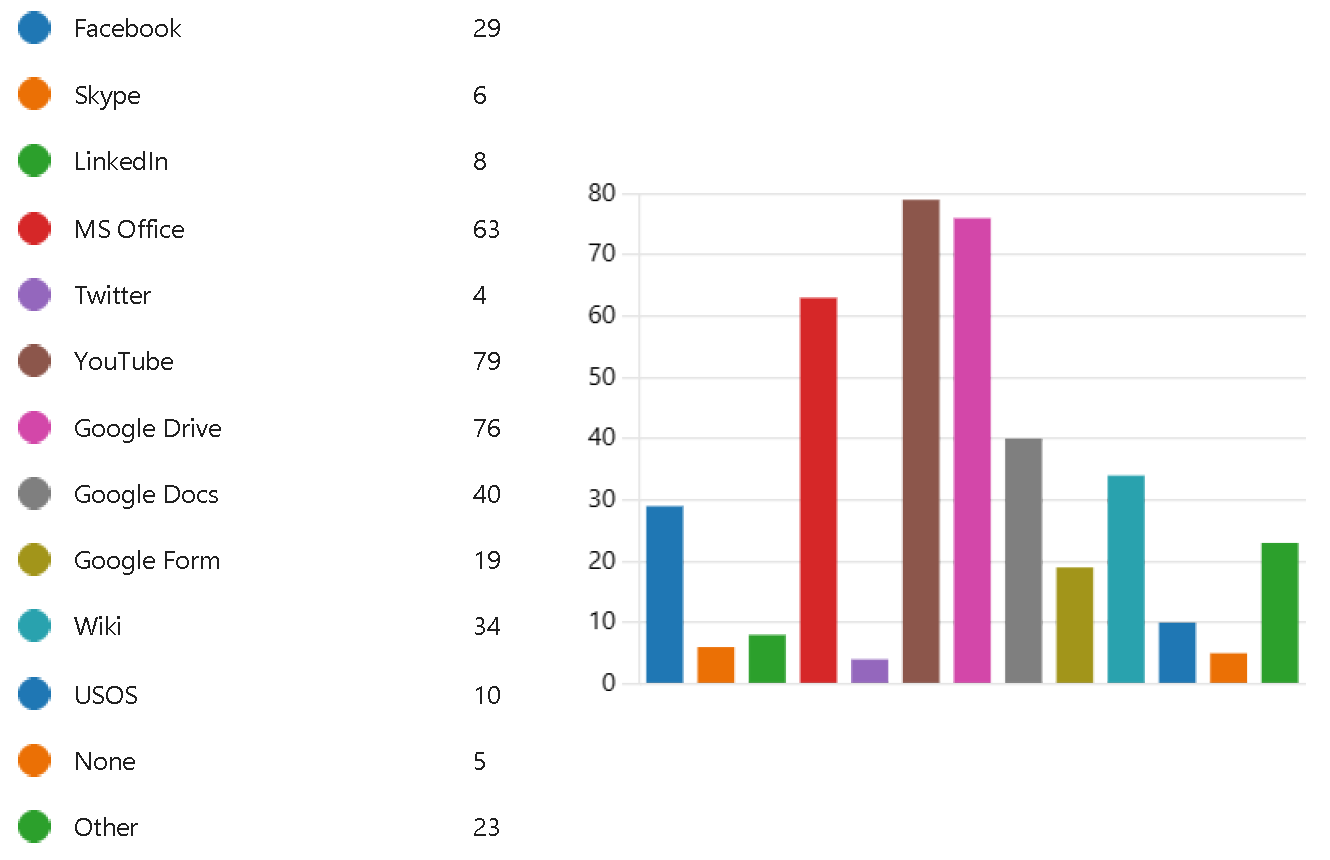 Facebook 29
Skype 6
LinkedIn 8
MS Office 63
Twitter 4
YouTube 79
Google Drive 76
Google Docs 40
Google Form 19
Wiki 34
USOS 10
None 5
Other 23
80
70
60
50
40
30
20
10
0